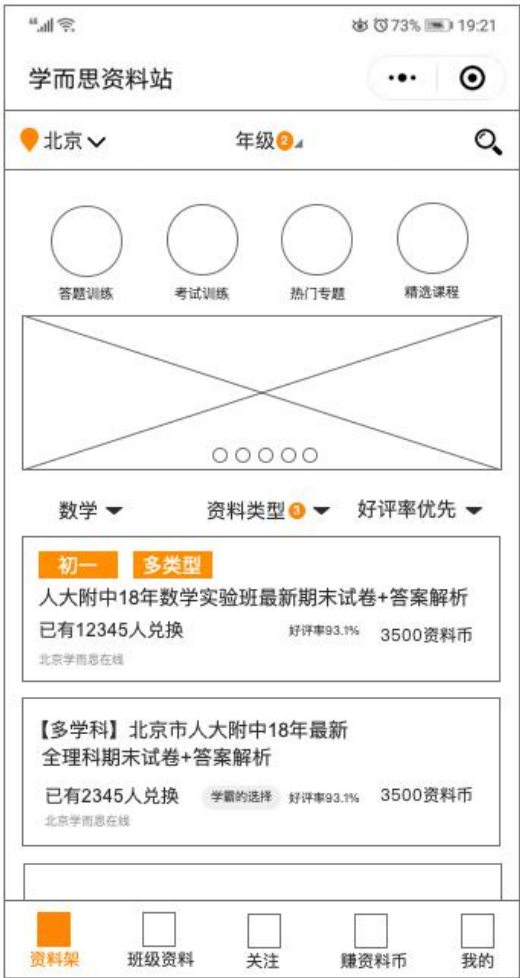 73% 19:21
学而思资料站
北京 年级2
答题训练 考试训练 热门专题 精选课程
数学 资料类型3 好评率优先
初一 多类型
人大附中18年数学实验班最新期末试卷+答案解析
已有12345人兑换 好评率93.1% 3500资料币
北京学而思在线
【多学科】北京市人大附中18年最新
全理科期末试卷+答案解析
已有2345人兑换 学霸的选择 好评率93.1% 3500资料币
北京学而思在线
资料架 班级资料 关注 赚资料币 我的